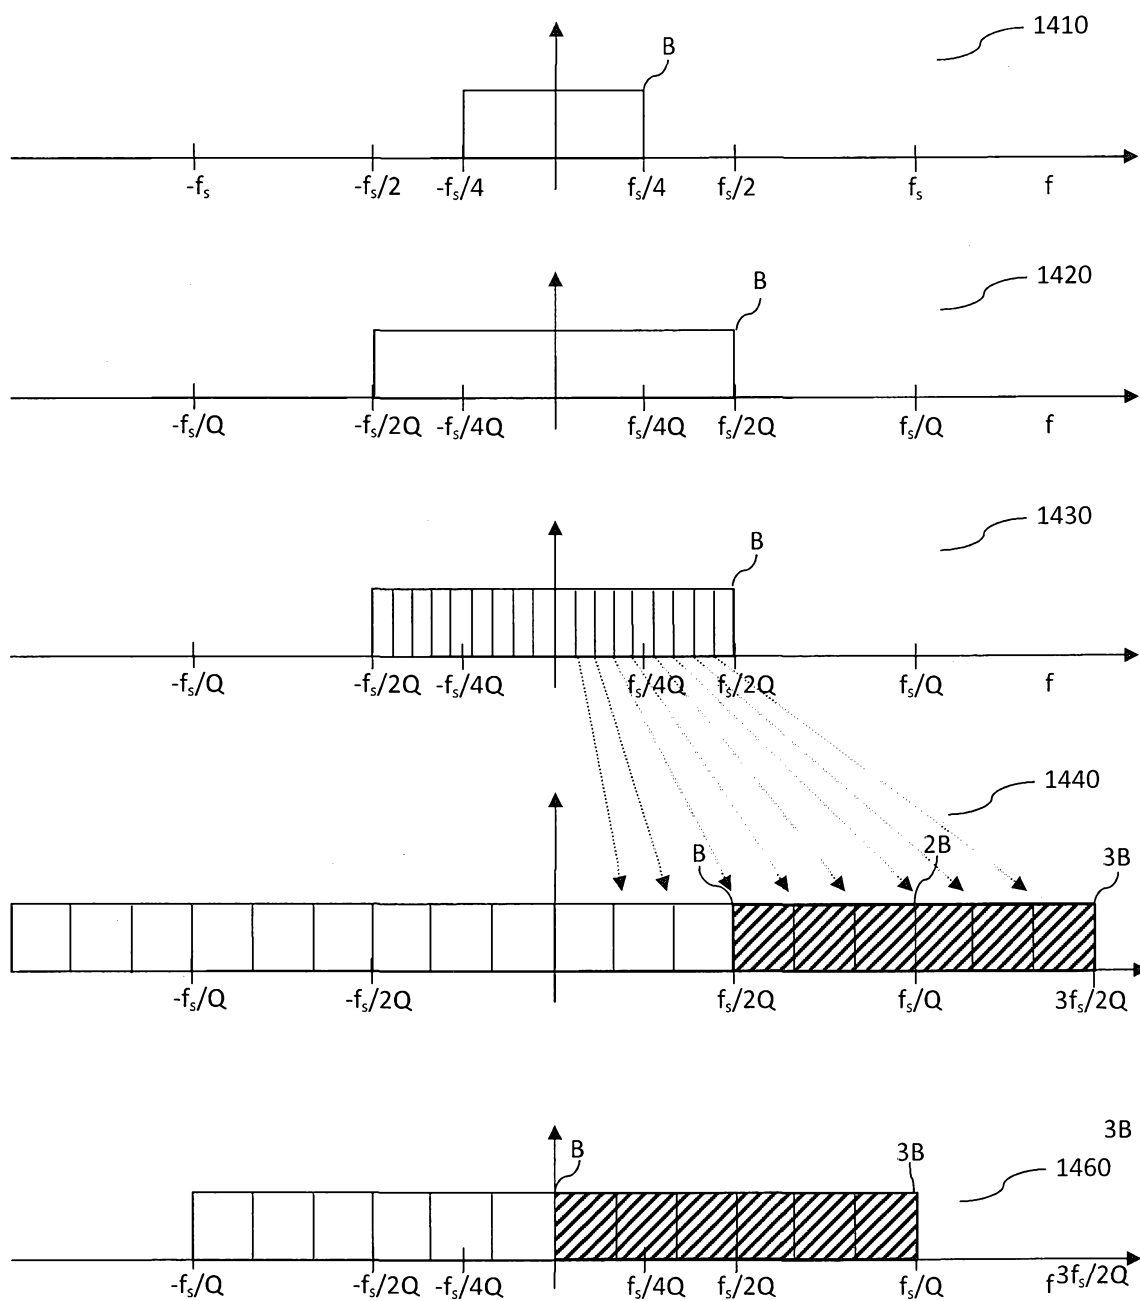 1410
B
-fs -fs/2 -fs/4 fs/4 fs/2 fs f
1420
B
-fs/Q -fs/2Q -fs/4Q fs/4Q fs/2Q fs/Q f
1430
B
-fs/Q -fs/2Q -fs/4Q fs/4Q fs/2Q fs/Q f
1440
B 2B 3B
-fs/Q -fs/2Q fs/2Q fs/Q 3fs/2Q
3B
B 3B 1460
-fs/Q -fs/2Q -fs/4Q fs/4Q fs/2Q fs/Q f 3fs/2Q